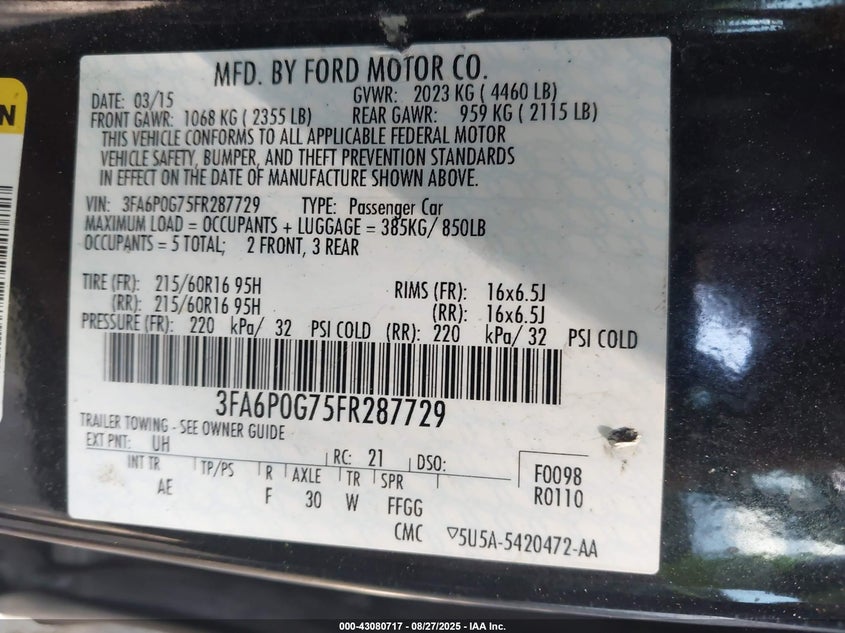 N
MFD. BY FORD MOTOR CO.
DATE: 03/15 GVWR: 2023 KG ( 4460 LB)
FRONT GAWR: 1068 KG ( 2355 LB) REAR GAWR: 959 KG ( 2115 LB)
THIS VEHICLE CONFORMS TO ALL APPLICABLE FEDERAL MOTOR
VEHICLE SAFETY, BUMPER, AND THEFT PREVENTION STANDARDS
IN EFFECT ON THE DATE OF MANUFACTURE SHOWN ABOVE.
VIN: 3FA6P0G75FR287729 TYPE: Passenger Car
MAXIMUM LOAD = OCCUPANTS + LUGGAGE = 385KG/ 850LB
OCCUPANTS = 5 TOTAL; 2 FRONT, 3 REAR
TIRE (FR): 215/60R16 95H RIMS (FR): 16x6.5J
(RR): 215/60R16 95H (RR): 16x6.5J
PRESSURE (FR): 220 kPa/ 32 PSI COLD (RR): 220 kPa/ 32 PSI COLD
3FA6P0G75FR287729
TRAILER TOWING - SEE OWNER GUIDE
EXT PNT: UH RC: 21 DSO:
INT TR TP/PS R AXLE TR SPR F0098
AE F 30 W FFGG R0110
CMC ▽5U5A-5420472-AA
000-43080717 - 08/27/2025 - IAA Inc.